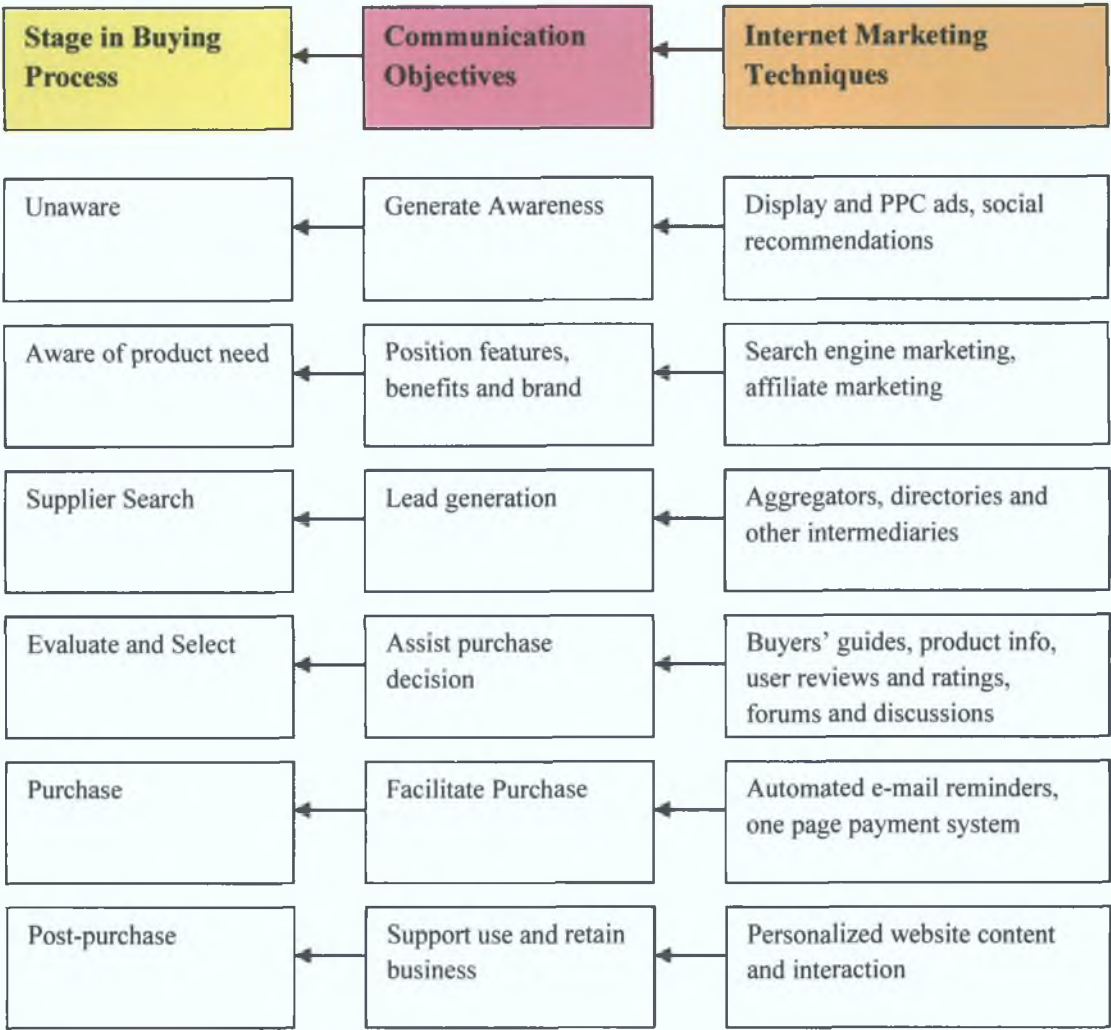 Stage in Buying
Process
Communication
Objectives
Internet Marketing
Techniques
Unaware
Generate Awareness
Display and PPC ads, social
recommendations
Aware of product need
Position features,
benefits and brand
Search engine marketing,
affiliate marketing
Supplier Search
Lead generation
Aggregators, directories and
other intermediaries
Evaluate and Select
Assist purchase
decision
Buyers’ guides, product info,
user reviews and ratings,
forums and discussions
Purchase
Facilitate Purchase
Automated e-mail reminders,
one page payment system
Post-purchase
Support use and retain
business
Personalized website content
and interaction